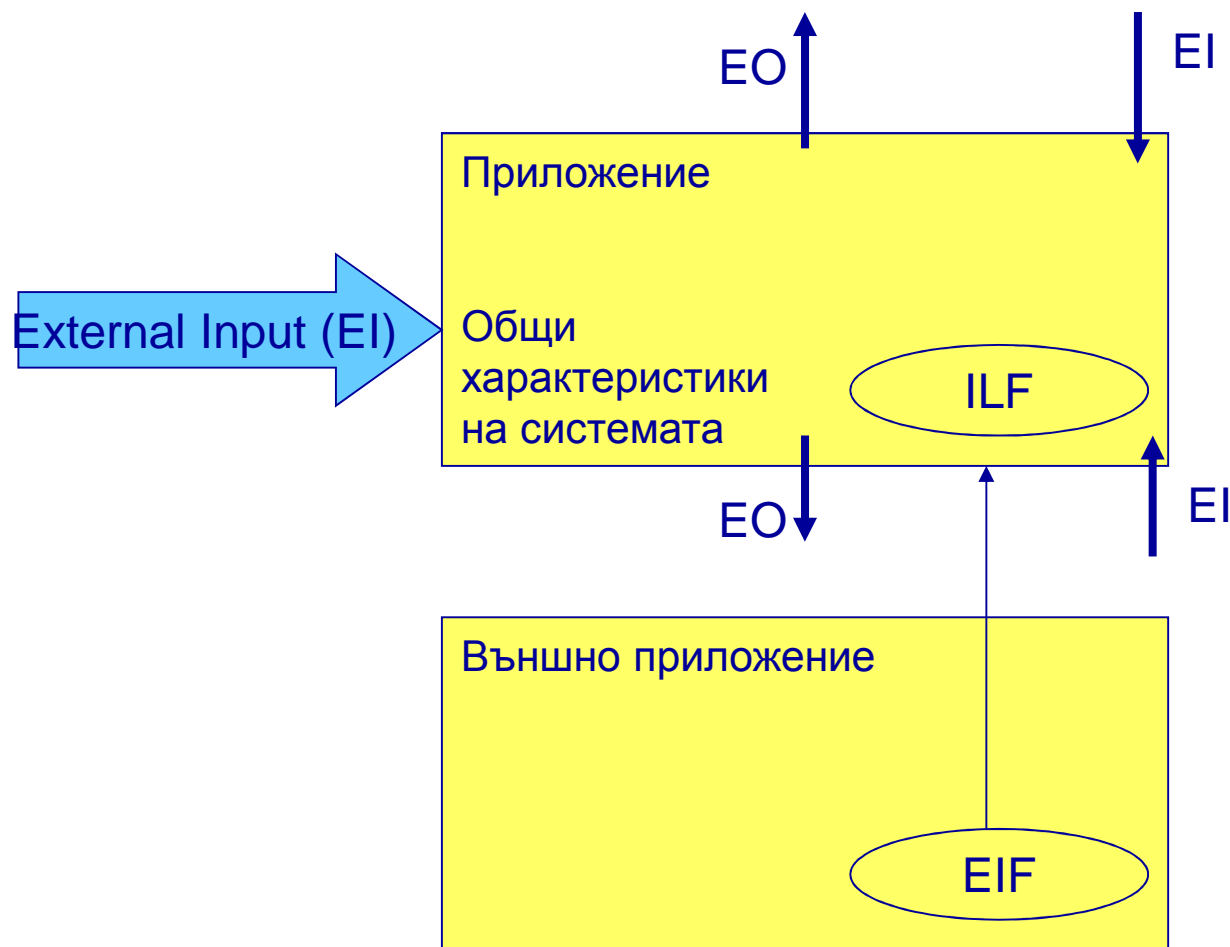 EO
EI
Приложение
External Input (EI)
Общи
характеристики
на системата
ILF
EO
EI
Външно приложение
EIF